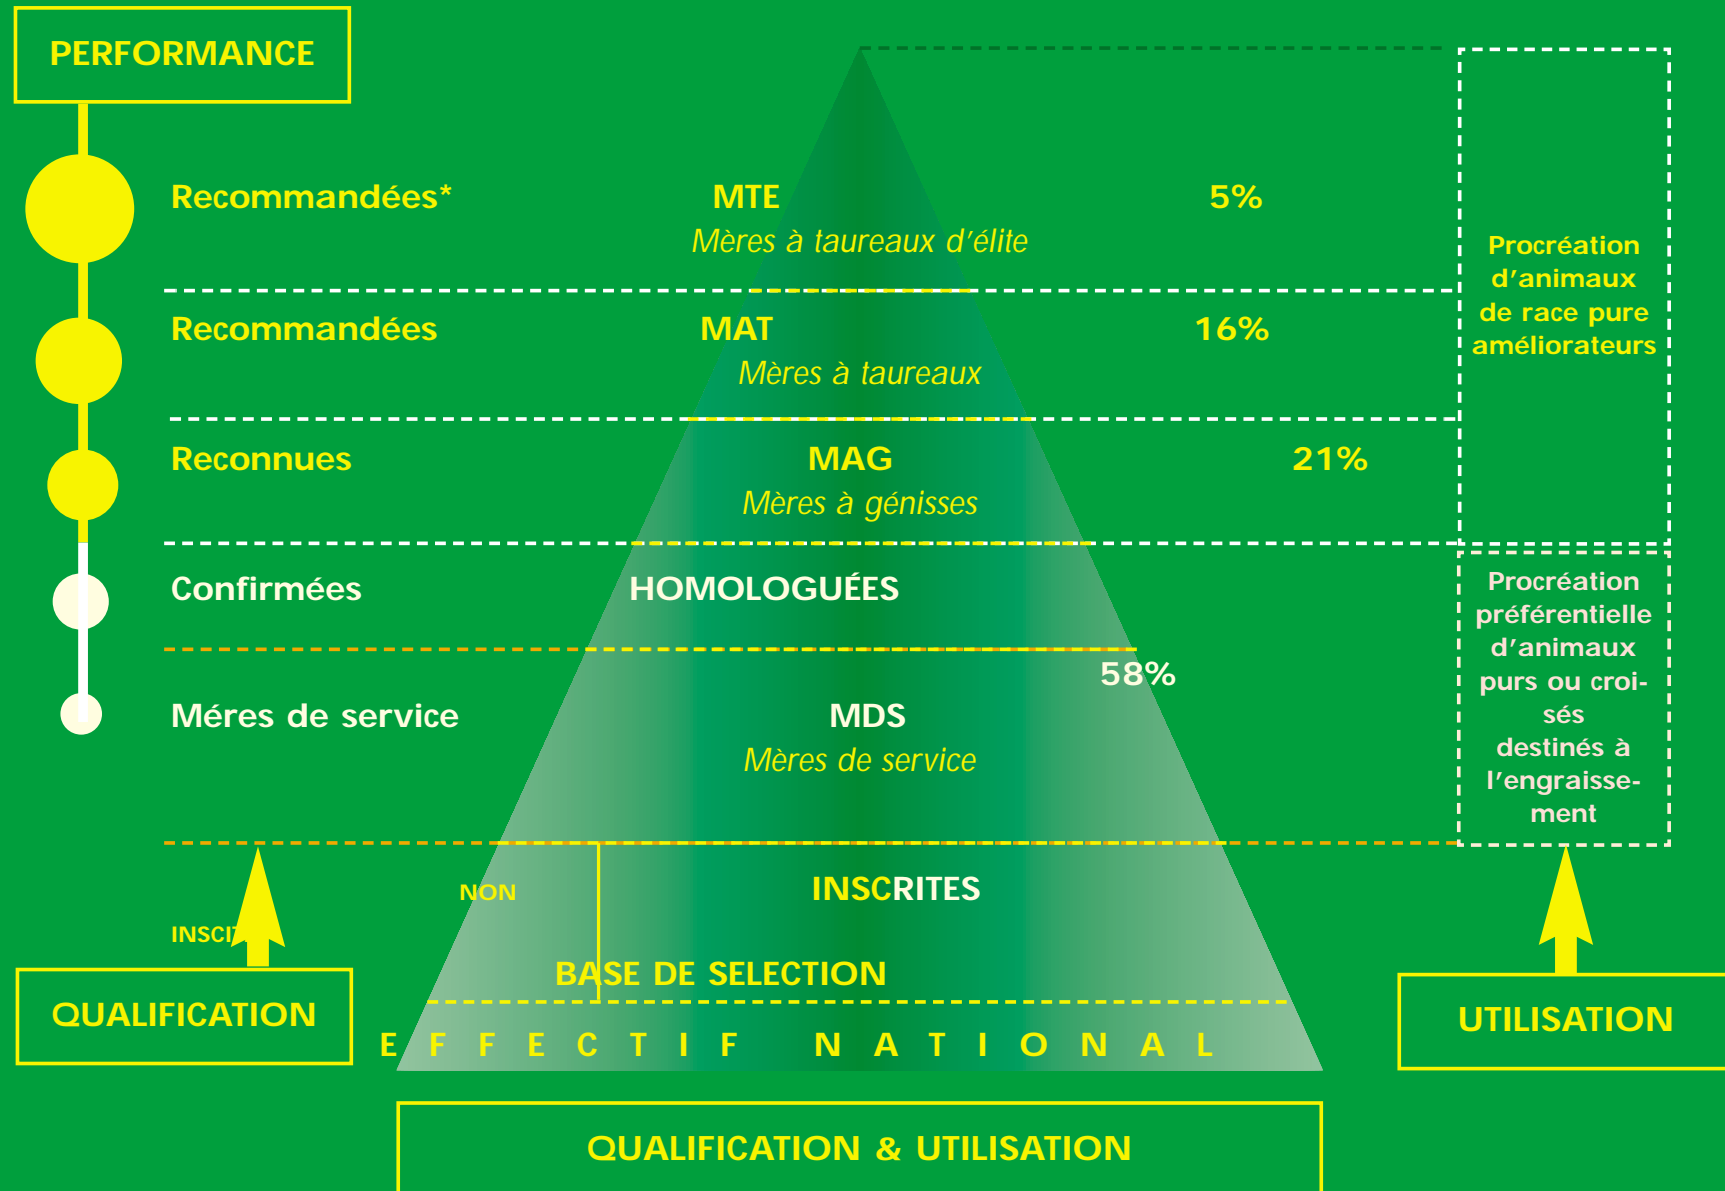 PERFORMANCE
Recommandées* MTE 5%
Mères à taureaux d'élite
Recommandées MAT 16%
Mères à taureaux
Reconnues MAG 21%
Mères à génisses
Procréation
d'animaux
de race pure
améliorateurs
Confirmées HOMOLOGUÉES
58%
Méres de service MDS
Mères de service
Procréation
préférentielle
d'animaux
purs ou croi-
sés
destinés à
l'engraisse-
ment
NON INSCRITES
BASE DE SELECTION
QUALIFICATION
UTILISATION
EFFECTIF NATIONAL
QUALIFICATION & UTILISATION